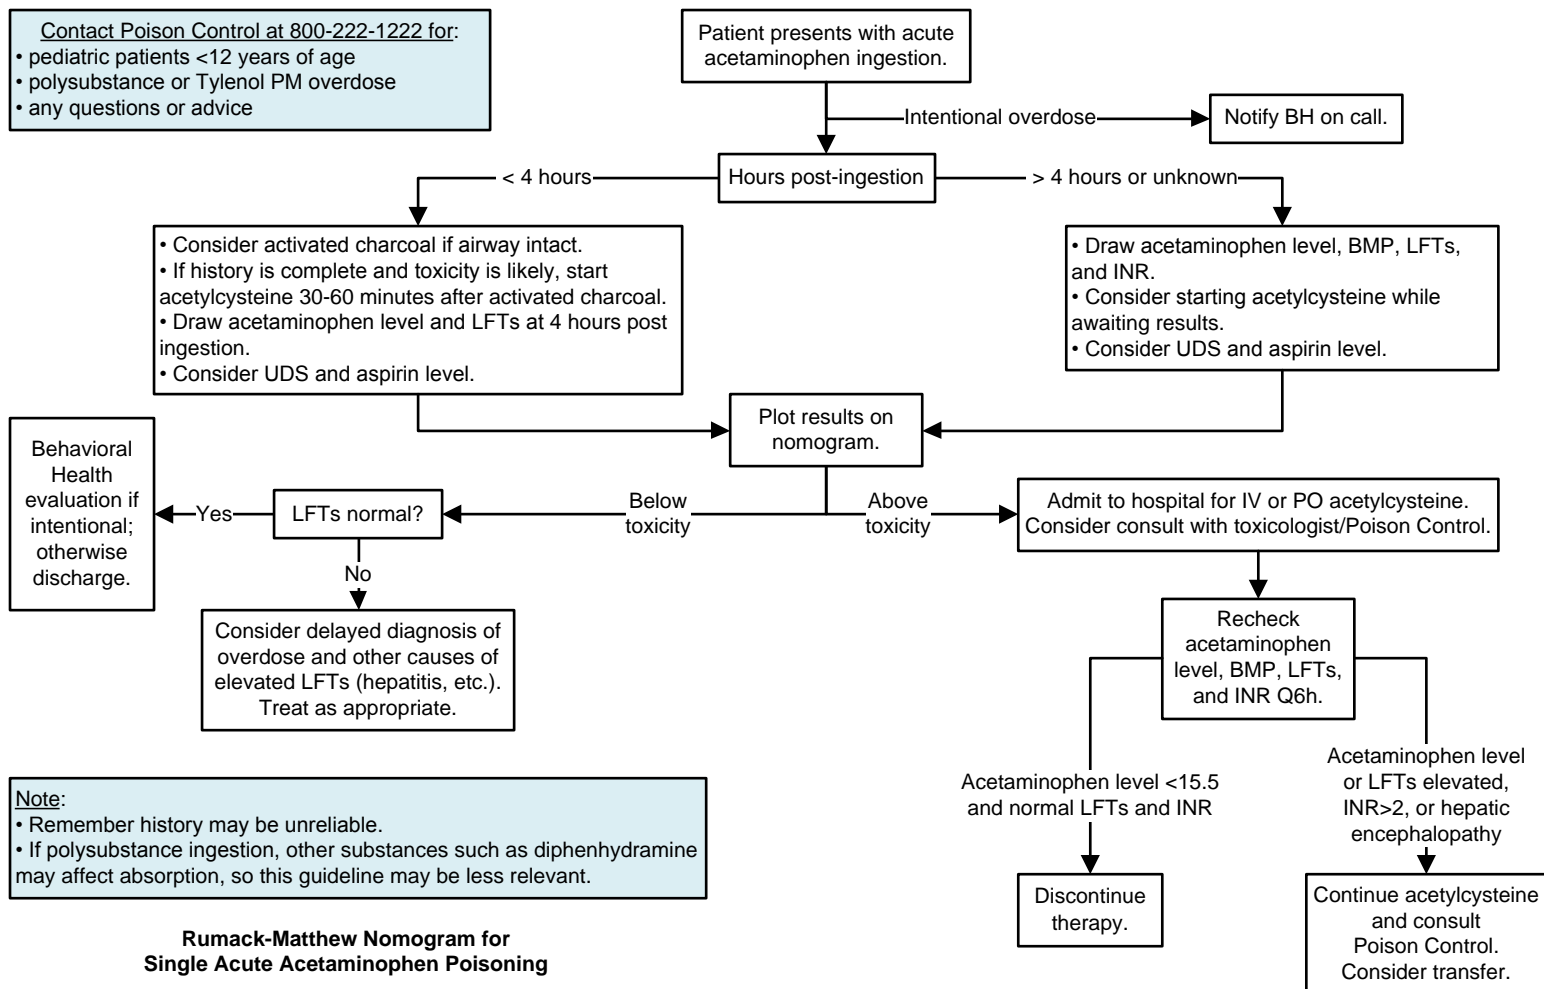 Contact Poison Control at 800-222-1222 for:
• pediatric patients <12 years of age
• polysubstance or Tylenol PM overdose
• any questions or advice
Patient presents with acute
acetaminophen ingestion.
Intentional overdose
Notify BH on call.
Hours post-ingestion
< 4 hours
> 4 hours or unknown
• Consider activated charcoal if airway intact.
• If history is complete and toxicity is likely, start
acetylcysteine 30-60 minutes after activated charcoal.
• Draw acetaminophen level and LFTs at 4 hours post
ingestion.
• Consider UDS and aspirin level.
• Draw acetaminophen level, BMP, LFTs,
and INR.
• Consider starting acetylcysteine while
awaiting results.
• Consider UDS and aspirin level.
Plot results on
nomogram.
Below
toxicity
Above
toxicity
LFTs normal?
Yes
Behavioral
Health
evaluation if
intentional;
otherwise
discharge.
No
Consider delayed diagnosis of
overdose and other causes of
elevated LFTs (hepatitis, etc.).
Treat as appropriate.
Admit to hospital for IV or PO acetylcysteine.
Consider consult with toxicologist/Poison Control.
Recheck
acetaminophen
level, BMP, LFTs,
and INR Q6h.
Acetaminophen level <15.5
and normal LFTs and INR
Acetaminophen level
or LFTs elevated,
INR>2, or hepatic
encephalopathy
Discontinue
therapy.
Continue acetylcysteine
and consult
Poison Control.
Consider transfer.
Note:
• Remember history may be unreliable.
• If polysubstance ingestion, other substances such as diphenhydramine
may affect absorption, so this guideline may be less relevant.
Rumack-Matthew Nomogram for
Single Acute Acetaminophen Poisoning